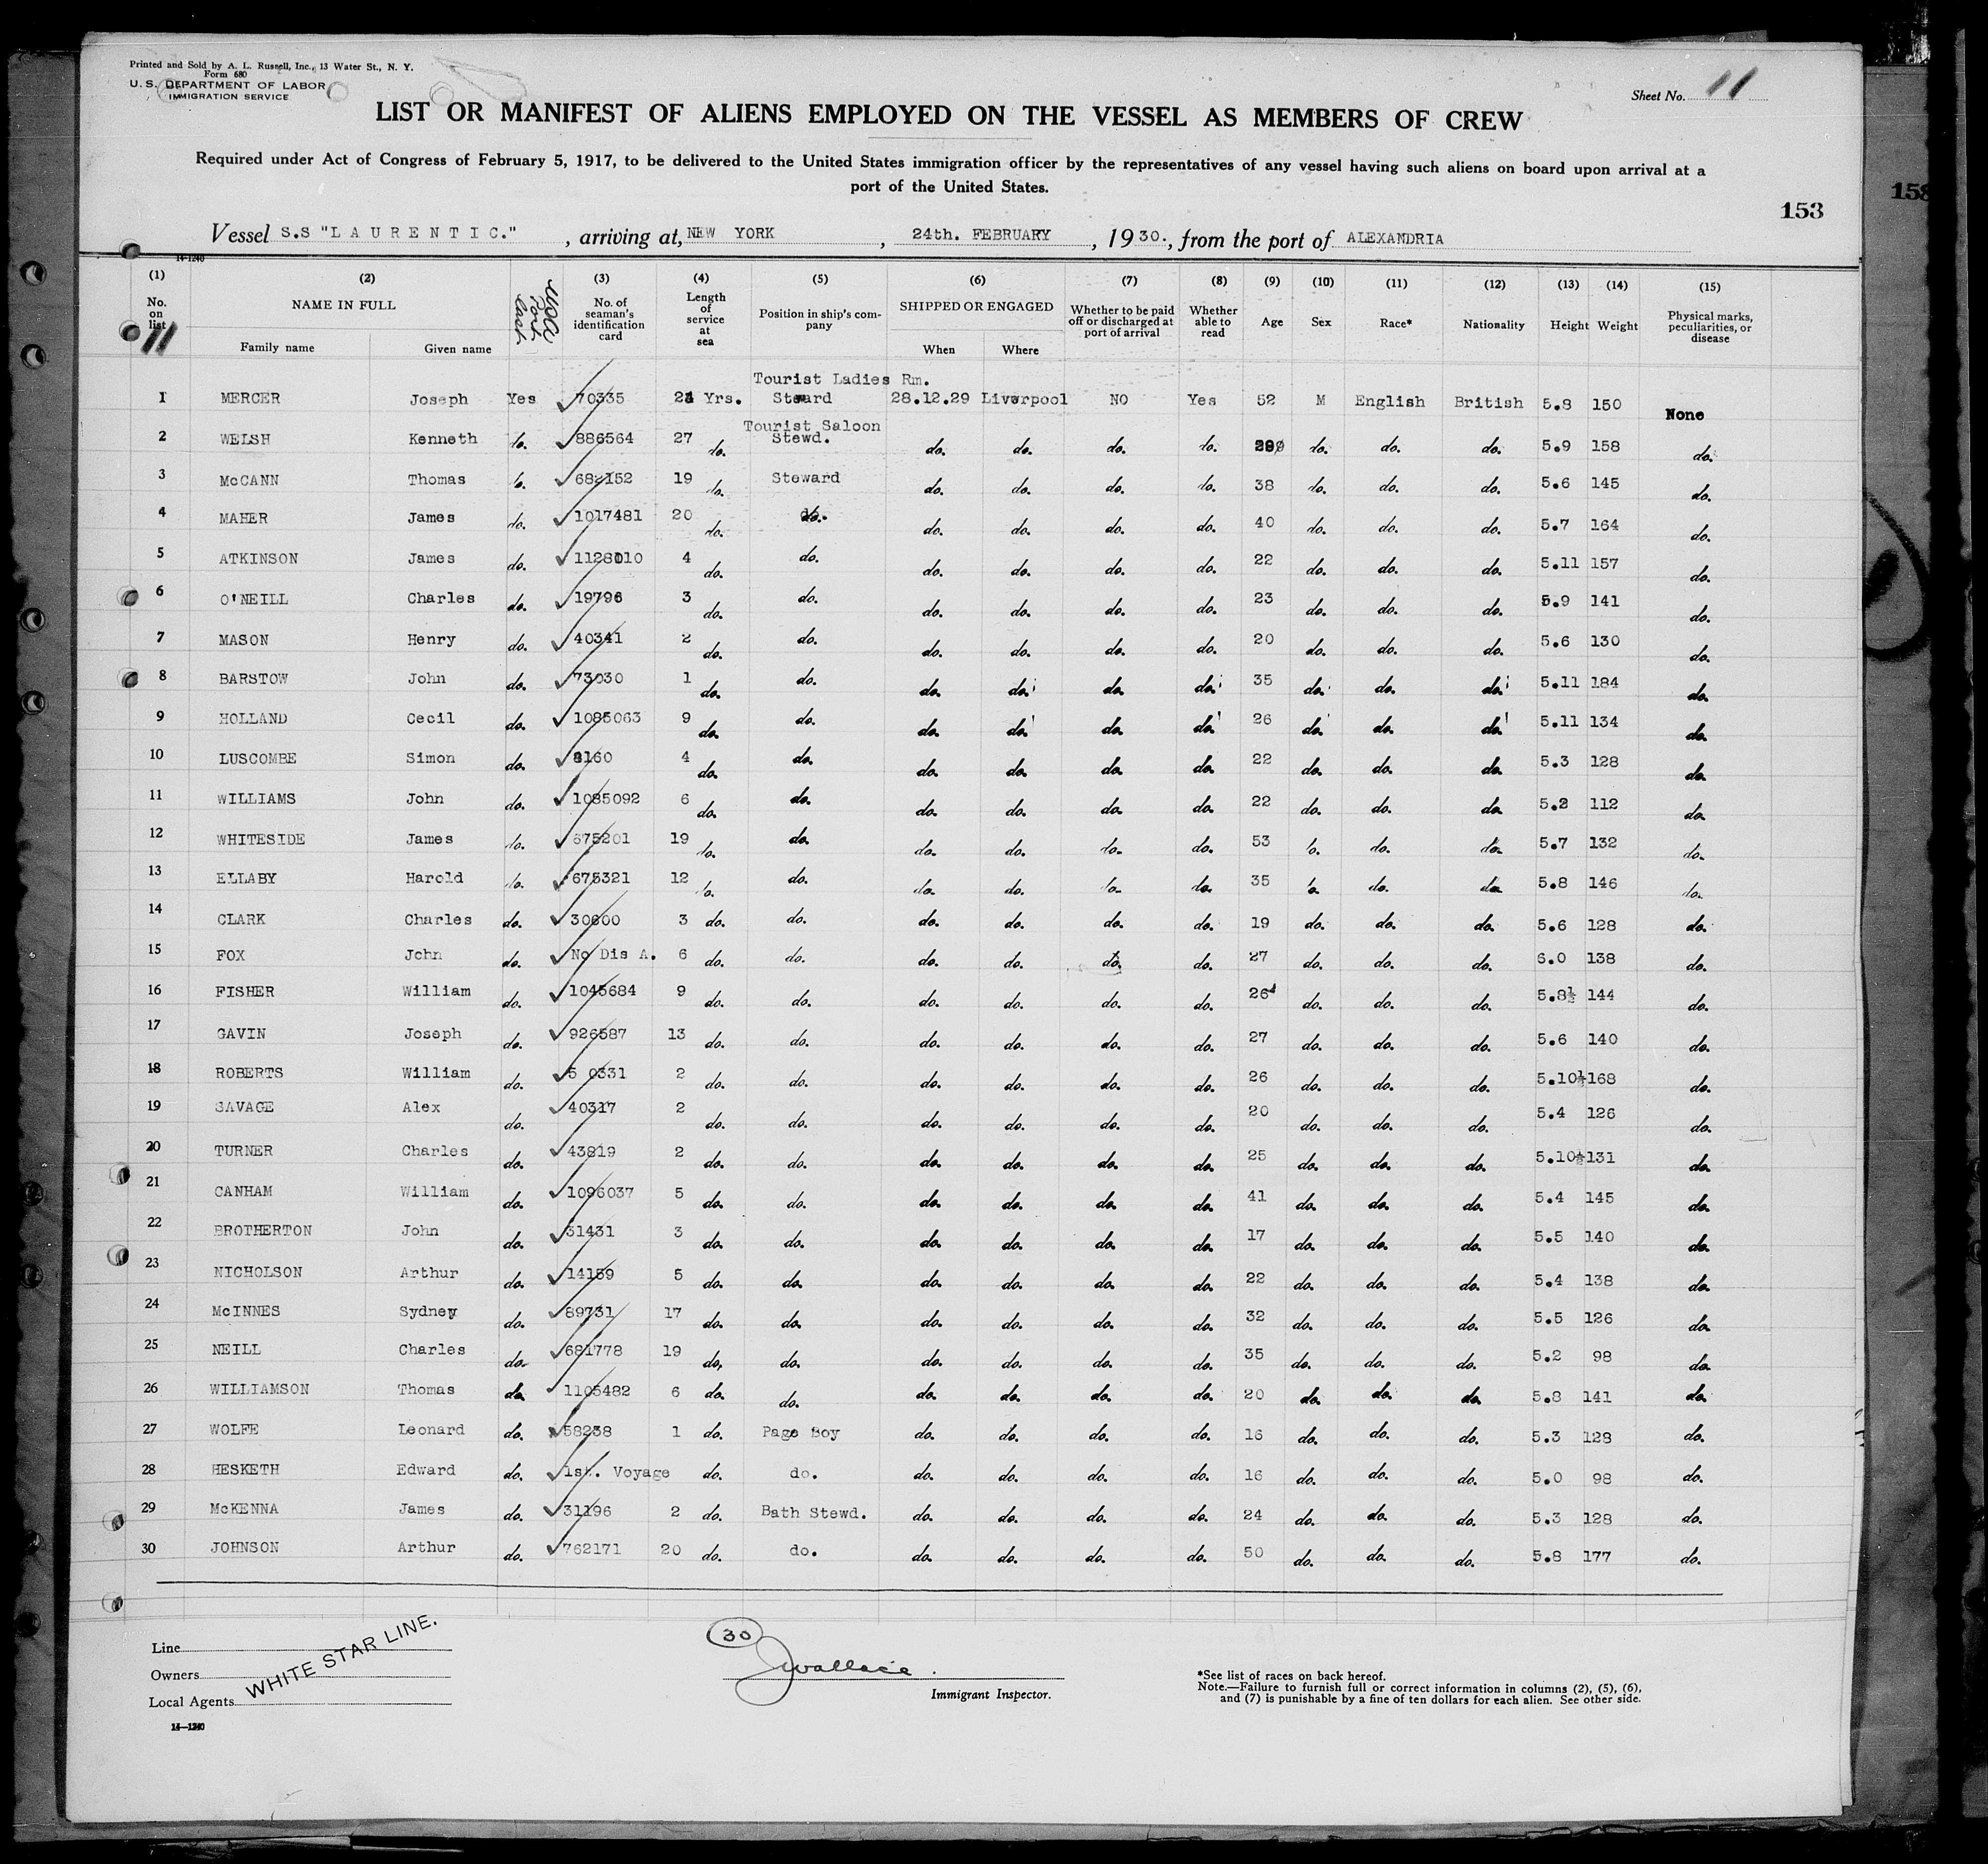 Printed and Sold by A. L. Russell, Inc., 13 Water St., N. Y.
Form 680
U. S. DEPARTMENT OF LABOR
IMMIGRATION SERVICE
Sheet No. 11
LIST OR MANIFEST OF ALIENS EMPLOYED ON THE VESSEL AS MEMBERS OF CREW
Required under Act of Congress of February 5, 1917, to be delivered to the United States immigration officer by the representatives of any vessel having such aliens on board upon arrival at a
port of the United States.
153
158
Vessel S.S "LAURENTIC." , arriving at, NEW YORK , 24th. FEBRUARY , 1930., from the port of ALEXANDRIA
14-1240
(1) (2) (3) (4) (5) (6) (7) (8) (9) (10) (11) (12) (13) (14) (15)
No. on list NAME IN FULL No. of seaman's identification card Length of service at sea Position in ship's company SHIPPED OR ENGAGED Whether to be paid off or discharged at port of arrival Whether able to read Age Sex Race* Nationality Height Weight Physical marks, peculiarities, or disease
11 Family name Given name When Where
Tourist Ladies Rm.
1 MERCER Joseph Yes 70335 Yrs. Steward 28.12.29 Liverpool NO Yes 52 M English British 5.8 150 None
Tourist Saloon
2 WELSH Kenneth do. 886564 27 do. Stewd. do. do. do. do. do. do. do. 5.9 158 do.
3 McCANN Thomas do. 19 do. Steward do. do. do. do. 38 do. do. do. 5.6 145 do.
4 MAHER James do. 1017481 20 do. do. do. do. do. do. 40 do. do. do. 5.7 164 do.
5 ATKINSON James do. 4 do. do. do. do. do. do. 22 do. do. do. 5.11 157 do.
6 O'NEILL Charles do. 19796 3 do. do. do. do. do. do. 23 do. do. do. 5.9 141 do.
7 MASON Henry do. 40341 2 do. do. do. do. do. do. 20 do. do. do. 5.6 130 do.
8 BARSTOW John do. 73030 1 do. do. do. do. do. do. 35 do. do. do. 5.11 184 do.
9 HOLLAND Cecil do. 1085063 9 do. do. do. do. do. do. 26 do. do. do. 5.11 134 do.
10 LUSCOMBE Simon do. 8160 4 do. do. do. do. do. do. 22 do. do. do. 5.3 128 do.
11 WILLIAMS John do. 1085092 6 do. do. do. do. do. do. 22 do. do. do. 5.2 112 do.
12 WHITESIDE James do. 675201 19 do. do. do. do. do. do. 53 do. do. do. 5.7 132 do.
13 ELLABY Harold do. 675321 12 do. do. do. do. do. do. 35 do. do. do. 5.8 146 do.
14 CLARK Charles do. 30600 3 do. do. do. do. do. do. 19 do. do. do. 5.6 128 do.
15 FOX John do. No Dis A. 6 do. do. do. do. do. do. 27 do. do. do. 6.0 138 do.
16 FISHER William do. 1045684 9 do. do. do. do. do. do. 26 do. do. do. 5.8½ 144 do.
17 GAVIN Joseph do. 926587 13 do. do. do. do. do. do. 27 do. do. do. 5.6 140 do.
18 ROBERTS William do. 5 0331 2 do. do. do. do. do. do. 26 do. do. do. 5.10½ 168 do.
19 SAVAGE Alex do. 40317 2 do. do. do. do. do. do. 20 do. do. do. 5.4 126 do.
20 TURNER Charles do. 43819 2 do. do. do. do. do. do. 25 do. do. do. 5.10½ 131 do.
21 CANHAM William do. 1096037 5 do. do. do. do. do. do. 41 do. do. do. 5.4 145 do.
22 BROTHERTON John do. 31431 3 do. do. do. do. do. do. 17 do. do. do. 5.5 140 do.
23 NICHOLSON Arthur do. 14159 5 do. do. do. do. do. do. 22 do. do. do. 5.4 138 do.
24 McINNES Sydney do. 89731 17 do. do. do. do. do. do. 32 do. do. do. 5.5 126 do.
25 NEILL Charles do. 681778 19 do. do. do. do. do. do. 35 do. do. do. 5.2 98 do.
26 WILLIAMSON Thomas do. 1105482 6 do. do. do. do. do. do. 20 do. do. do. 5.8 141 do.
27 WOLFE Leonard do. 58238 1 do. Page Boy do. do. do. do. 16 do. do. do. 5.3 128 do.
28 HESKETH Edward do. 1st. Voyage do. do. do. do. do. do. 16 do. do. do. 5.0 98 do.
29 McKENNA James do. 31196 2 do. Bath Stewd. do. do. do. do. 24 do. do. do. 5.3 128 do.
30 JOHNSON Arthur do. 762171 20 do. do. do. do. do. do. 50 do. do. do. 5.8 177 do.
30
JWallace.
Immigrant Inspector.
Line
Owners
Local Agents
WHITE STAR LINE.
14-1240
*See list of races on back hereof.
Note.—Failure to furnish full or correct information in columns (2), (5), (6),
and (7) is punishable by a fine of ten dollars for each alien. See other side.